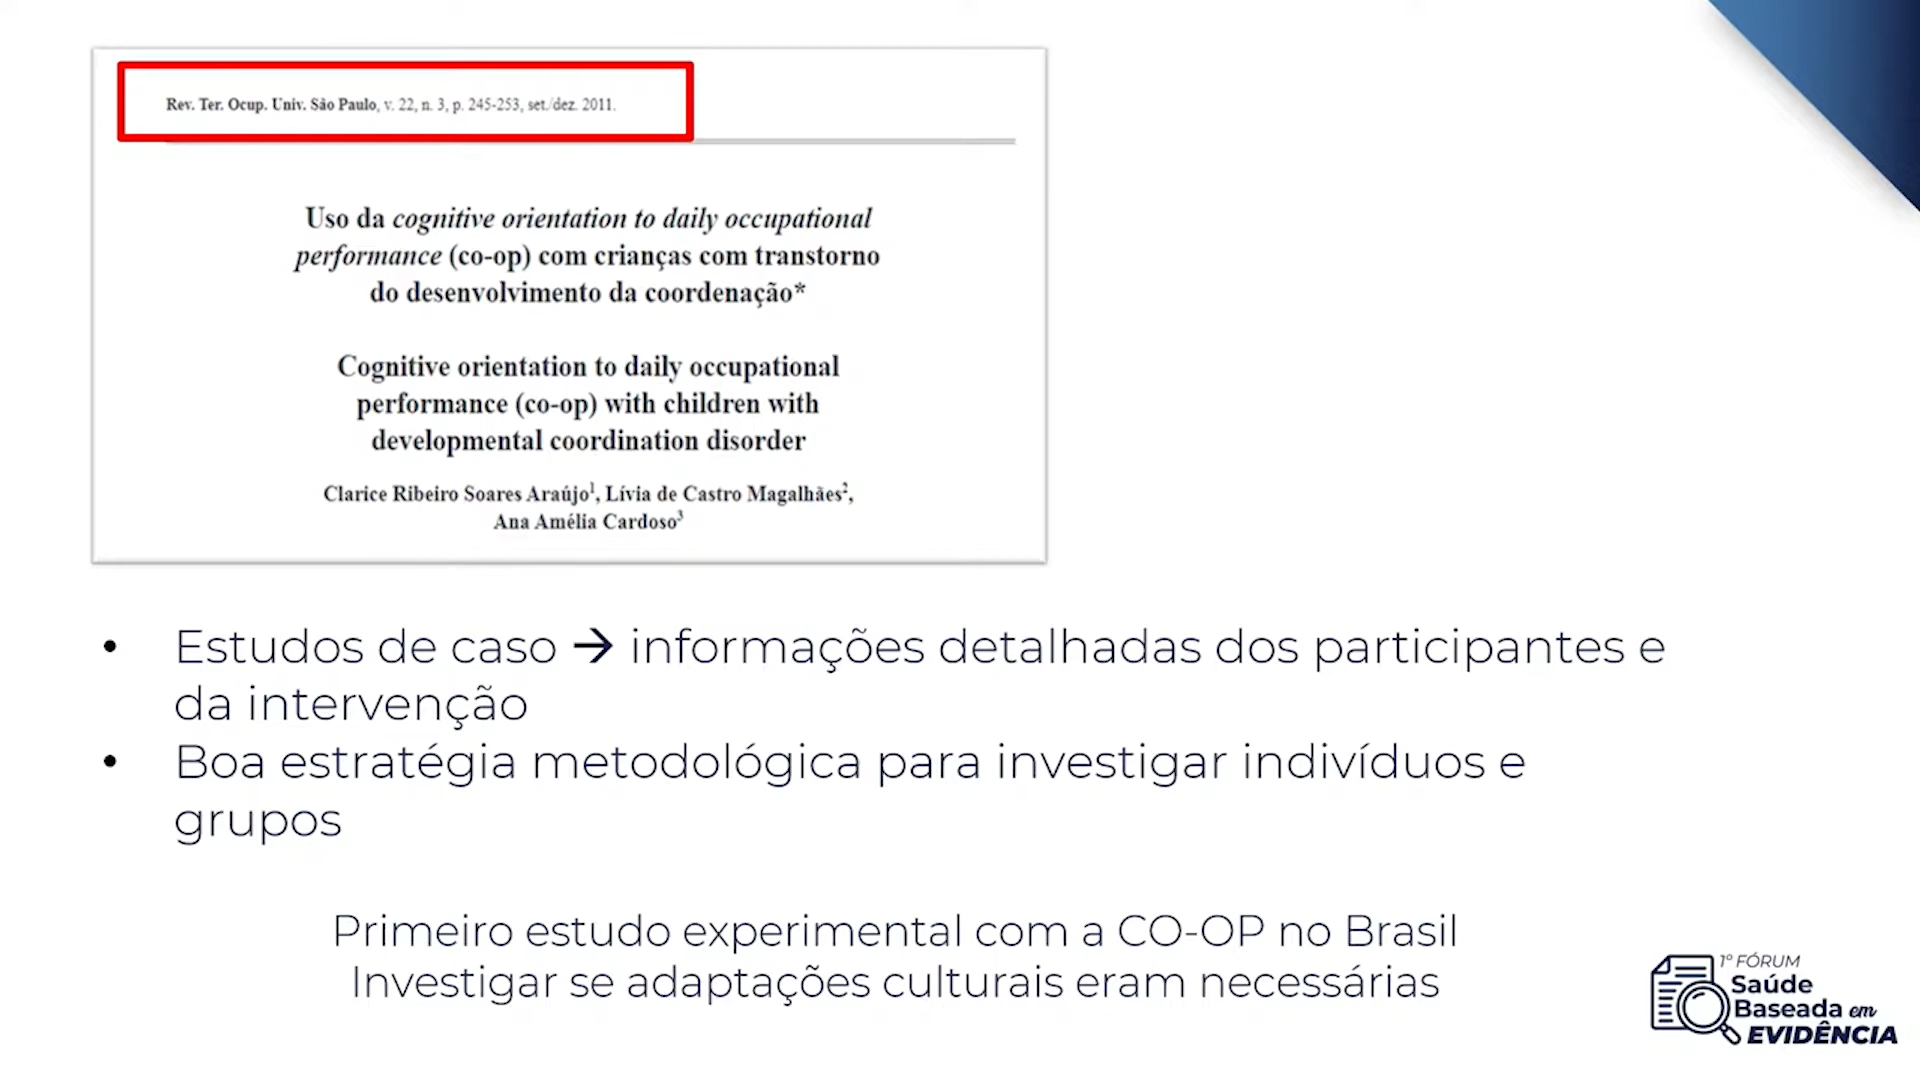 Rev. Ter. Ocup. Univ. São Paulo, v. 22, n. 3, p. 245-253, set./dez. 2011.
Uso da cognitive orientation to daily occupational
performance (co-op) com crianças com transtorno
do desenvolvimento da coordenação*
Cognitive orientation to daily occupational
performance (co-op) with children with
developmental coordination disorder
Clarice Ribeiro Soares Araújo¹, Lívia de Castro Magalhães²,
Ana Amélia Cardoso³
• Estudos de caso → informações detalhadas dos participantes e
da intervenção
• Boa estratégia metodológica para investigar indivíduos e
grupos
Primeiro estudo experimental com a CO-OP no Brasil
Investigar se adaptações culturais eram necessárias
1º FÓRUM
Saúde
Baseada em
EVIDÊNCIA